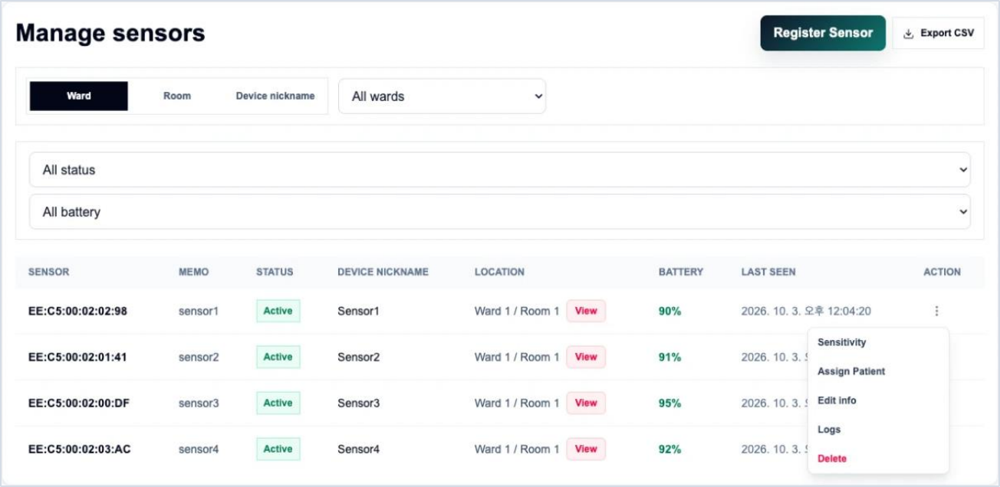 Manage sensors
Register Sensor
Export CSV
Ward Room Device nickname All wards
All status
All battery
SENSOR MEMO STATUS DEVICE NICKNAME LOCATION BATTERY LAST SEEN ACTION
EE:C5:00:02:02:98 sensor1 Active Sensor1 Ward 1 / Room 1 View 90% 2026. 10. 3. 오후 12:04:20
EE:C5:00:02:01:41 sensor2 Active Sensor2 Ward 1 / Room 1 View 91% 2026. 10. 3.
EE:C5:00:02:00:DF sensor3 Active Sensor3 Ward 1 / Room 1 View 95% 2026. 10. 3.
EE:C5:00:02:03:AC sensor4 Active Sensor4 Ward 1 / Room 1 View 92% 2026. 10. 3.
Sensitivity
Assign Patient
Edit info
Logs
Delete